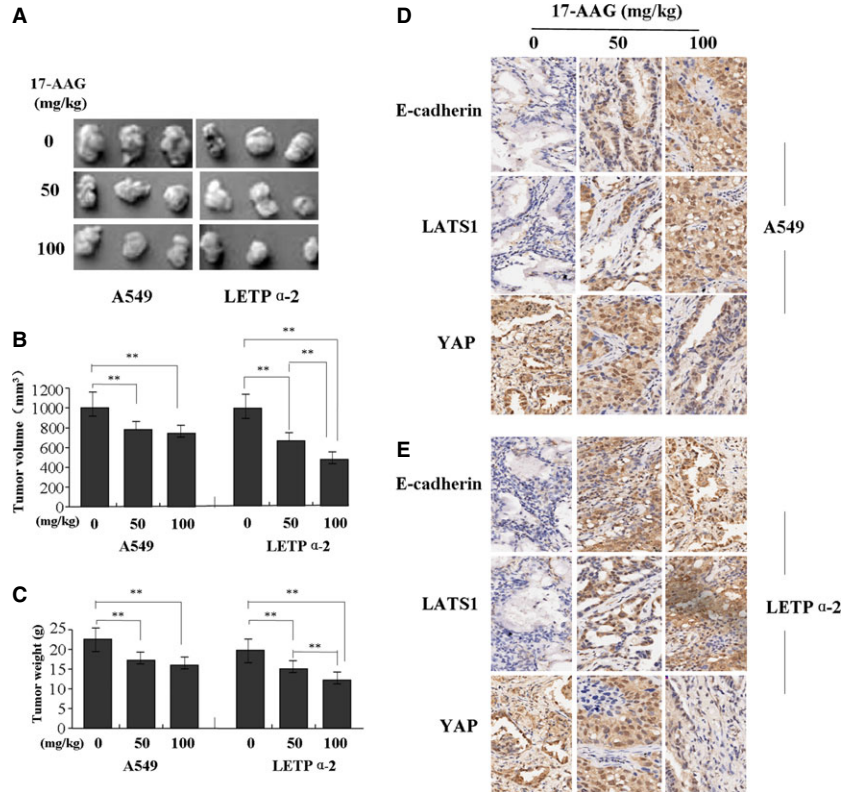 A
17-AAG
(mg/kg)
0
50
100
A549 LETP α-2
B
** ** ** ** **
Tumor volume (mm³)
1200
1000
800
600
400
200
0
(mg/kg) 0 50 100 0 50 100
A549 LETP α-2
C
** ** ** ** **
Tumor weight (g)
25
20
15
10
5
0
(mg/kg) 0 50 100 0 50 100
A549 LETP α-2
D
17-AAG (mg/kg)
0 50 100
E-cadherin
LATS1
YAP
A549
E
E-cadherin
LATS1
YAP
LETP α-2